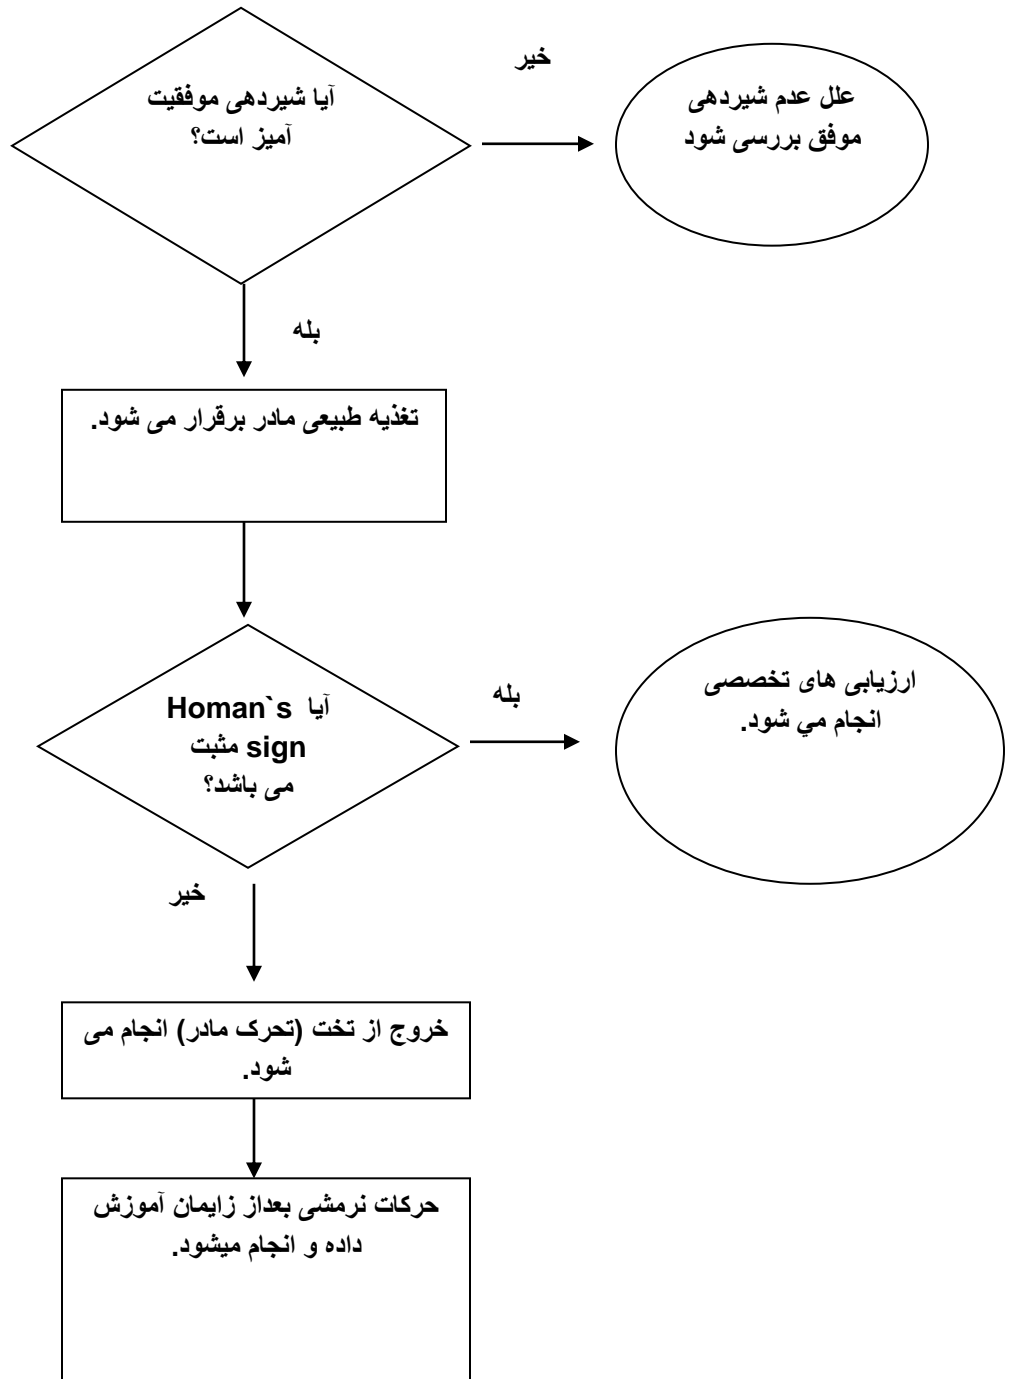 آیا شیردهی موفقیت
آمیز است؟
خیر
علل عدم شیردهی
موفق بررسی شود
بله
تغذیه طبیعی مادر برقرار می شود.
آیا Homan`s
sign مثبت
می باشد؟
بله
ارزیابی های تخصصی
انجام مي شود.
خیر
خروج از تخت (تحرک مادر) انجام می
شود.
حرکات نرمشی بعداز زایمان آموزش
داده و انجام میشود.